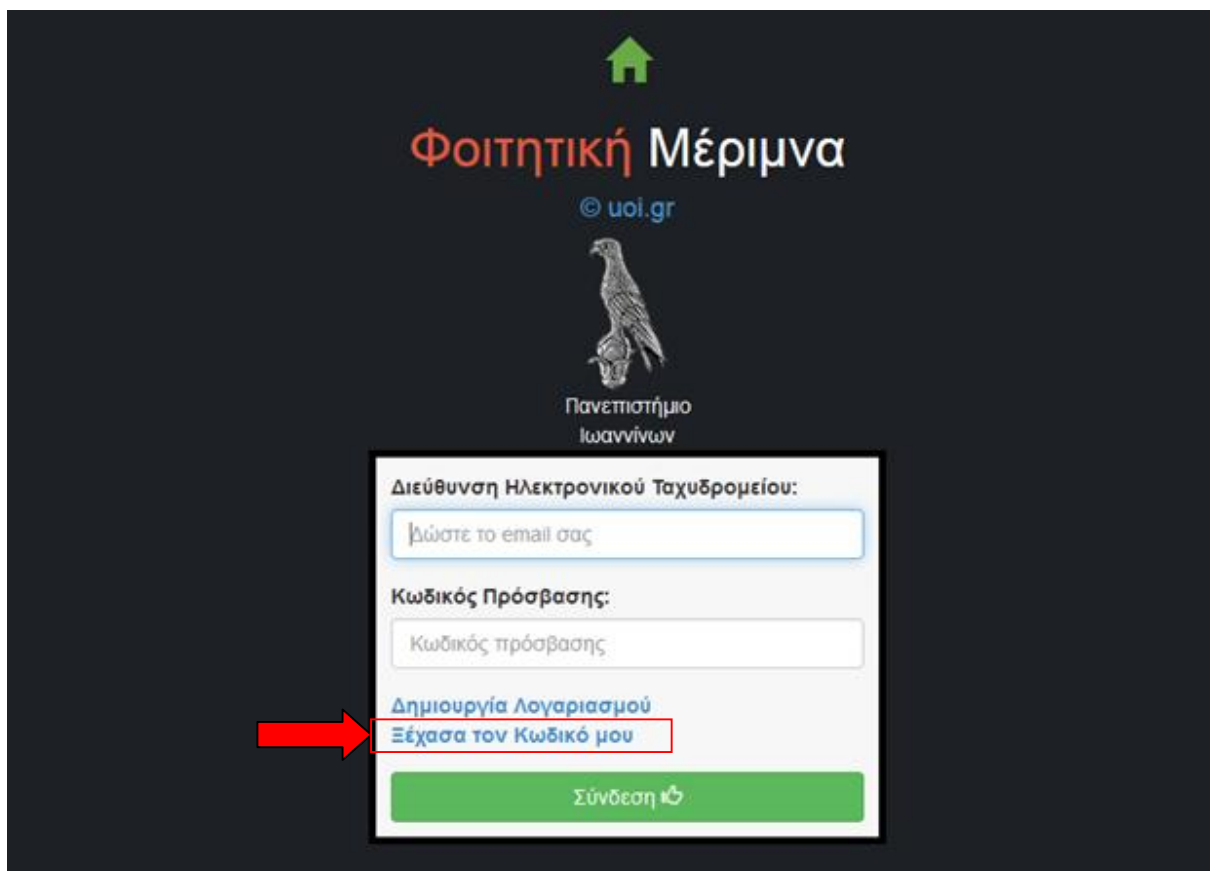 Φοιτητική Μέριμνα
© uoi.gr
Πανεπιστήμιο
Ιωαννίνων
Διεύθυνση Ηλεκτρονικού Ταχυδρομείου:
Δώστε το email σας
Κωδικός Πρόσβασης:
Κωδικός πρόσβασης
Δημιουργία Λογαριασμού
Ξέχασα τον Κωδικό μου
Σύνδεση